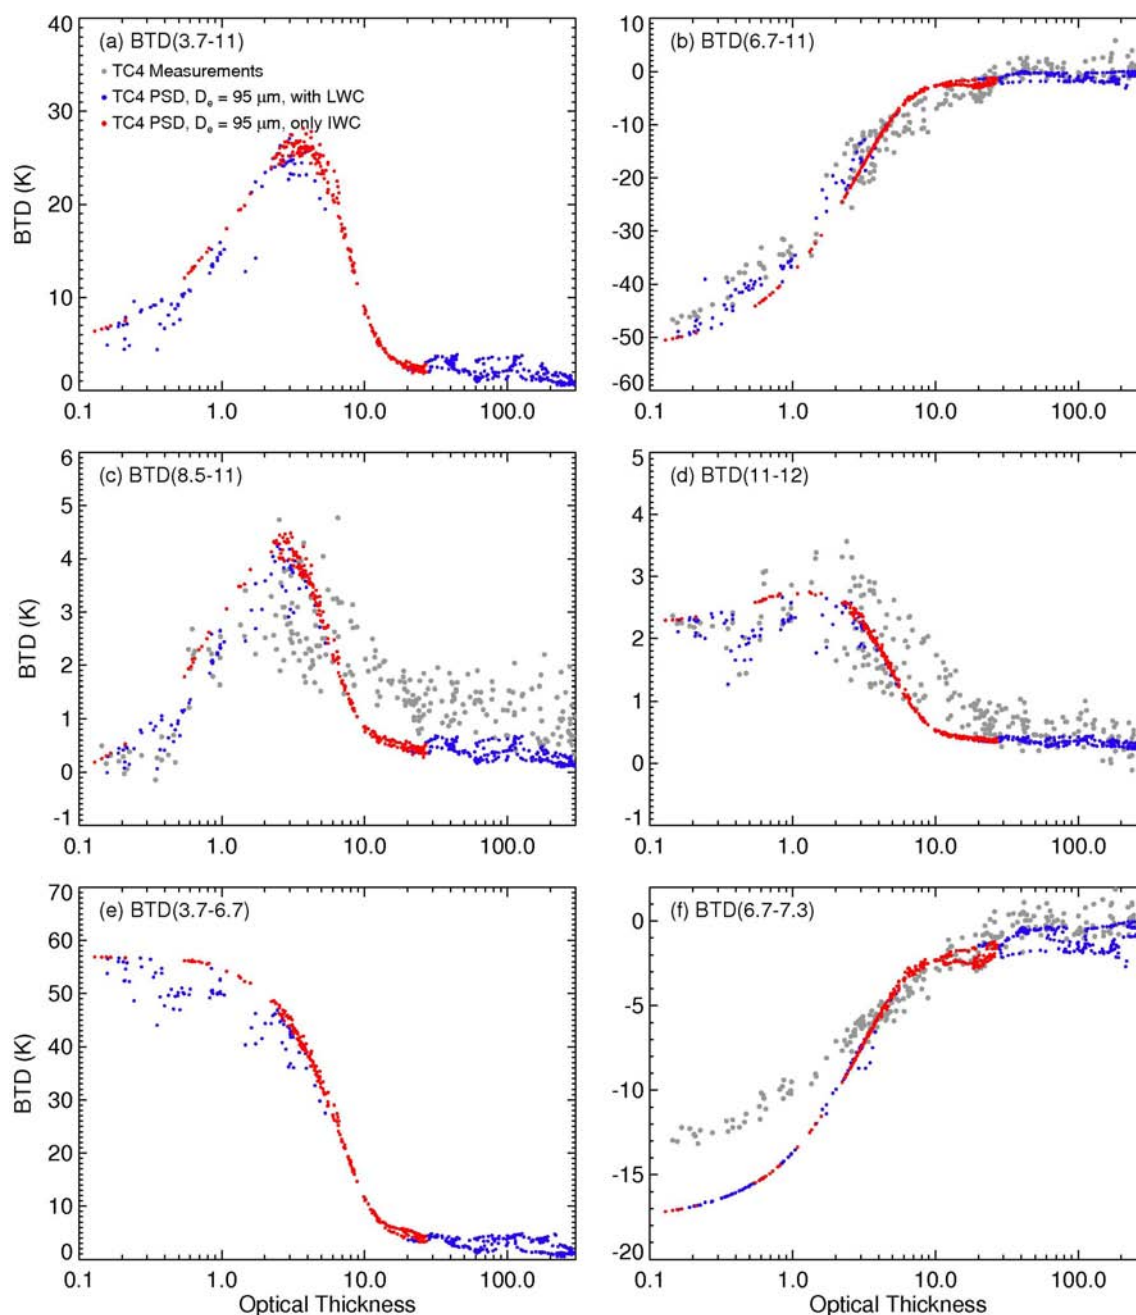 (a) BTD(3.7-11)
TC4 Measurements
TC4 PSD, Dₑ = 95 μm, with LWC
TC4 PSD, Dₑ = 95 μm, only IWC
40
30
20
10
0
BTD (K)
0.1 1.0 10.0 100.0
(b) BTD(6.7-11)
10
0
-10
-20
-30
-40
-50
-60
0.1 1.0 10.0 100.0
(c) BTD(8.5-11)
6
5
4
3
2
1
0
-1
BTD (K)
0.1 1.0 10.0 100.0
(d) BTD(11-12)
5
4
3
2
1
0
-1
0.1 1.0 10.0 100.0
(e) BTD(3.7-6.7)
70
60
50
40
30
20
10
0
BTD (K)
0.1 1.0 10.0 100.0
Optical Thickness
(f) BTD(6.7-7.3)
0
-5
-10
-15
-20
0.1 1.0 10.0 100.0
Optical Thickness